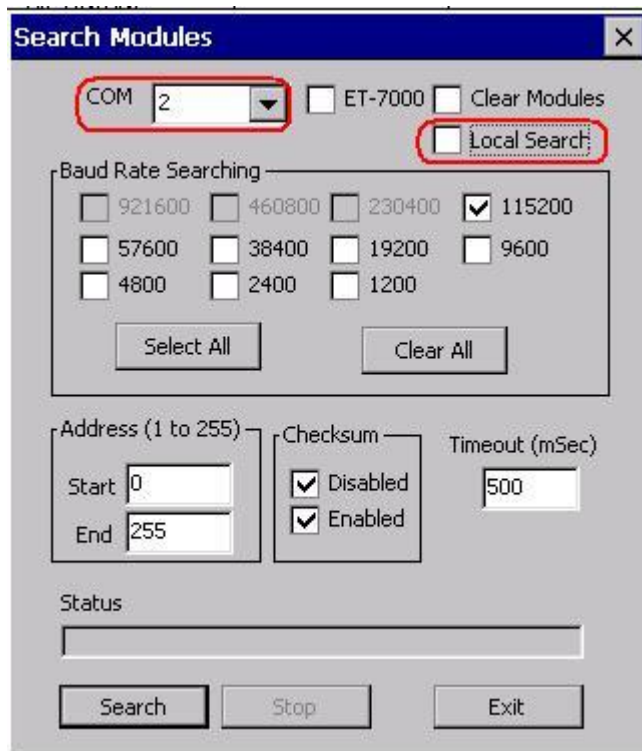 Search Modules
COM 2 ET-7000 Clear Modules
Local Search
Baud Rate Searching
921600 460800 230400 115200
57600 38400 19200 9600
4800 2400 1200
Select All Clear All
Address (1 to 255) Checksum Timeout (mSec)
Start 0 Disabled 500
End 255 Enabled
Status
Search Stop Exit